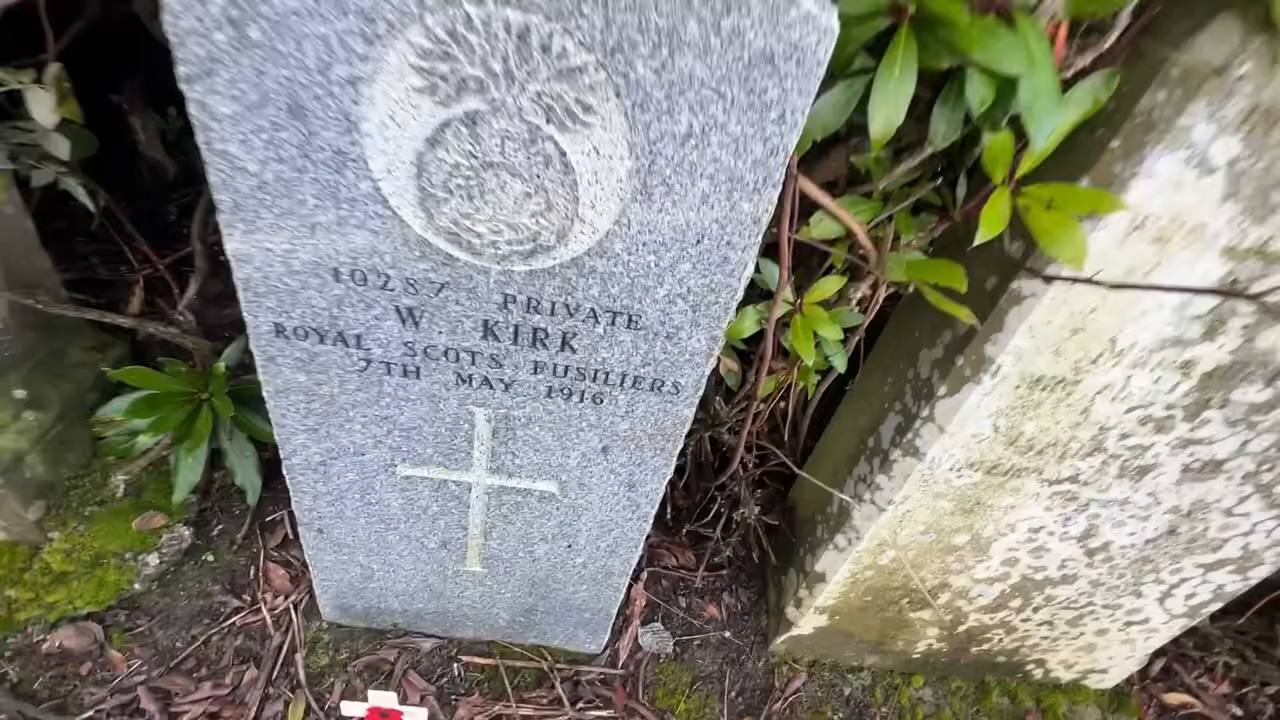 10287 PRIVATE
W. KIRK
ROYAL SCOTS FUSILIERS
7TH MAY 1916